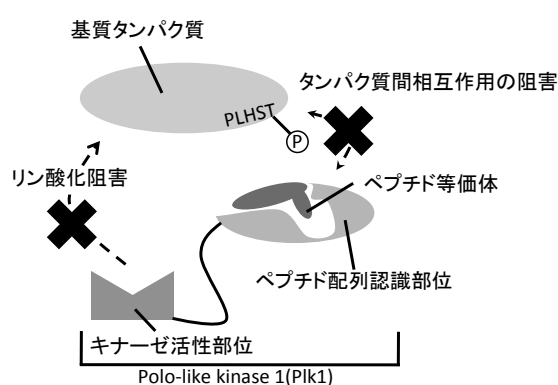 基質タンパク質
タンパク質間相互作用の阻害
PLHST
P
リン酸化阻害
ペプチド等価体
ペプチド配列認識部位
キナーゼ活性部位
Polo-like kinase 1(Plk1)